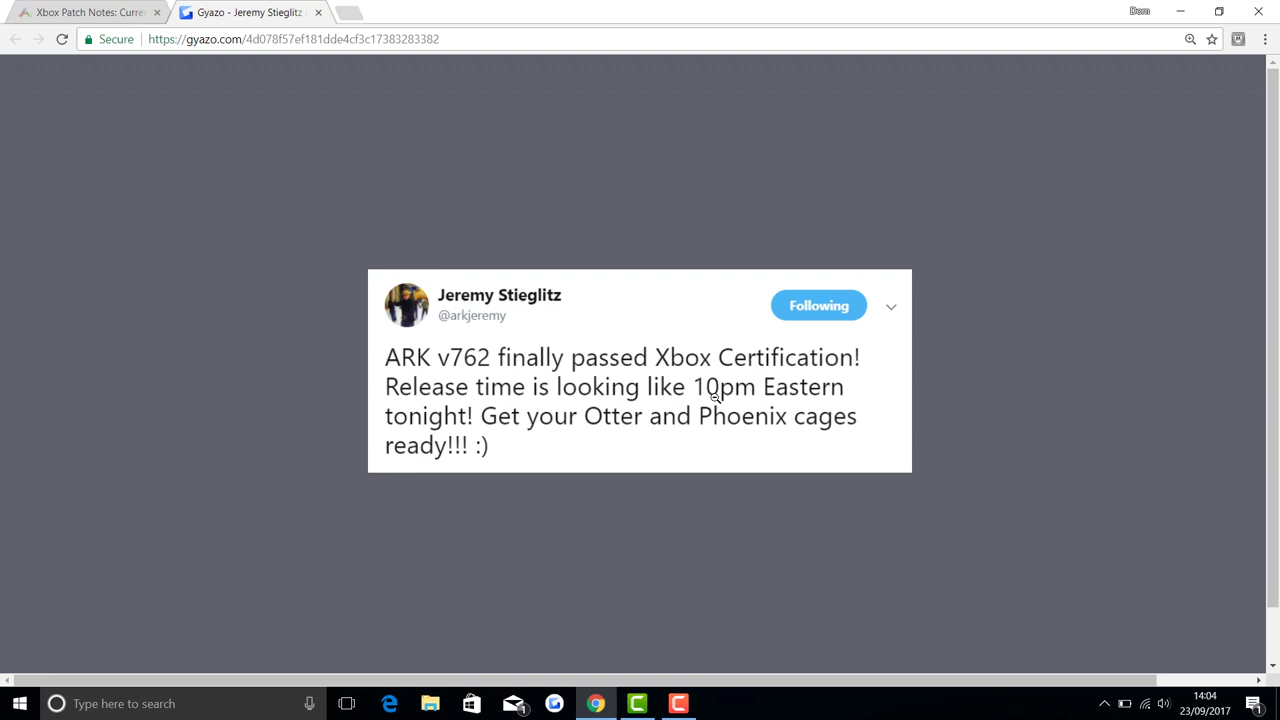 Xbox Patch Notes: Curre
Gyazo - Jeremy Stieglitz
Dom
Secure
https://gyazo.com/4d078f57ef181dde4cf3c17383283382
Jeremy Stieglitz
@arkjeremy
Following
ARK v762 finally passed Xbox Certification!
Release time is looking like 10pm Eastern
tonight! Get your Otter and Phoenix cages
ready!!! :)
Type here to search
1
14:04
23/09/2017
1